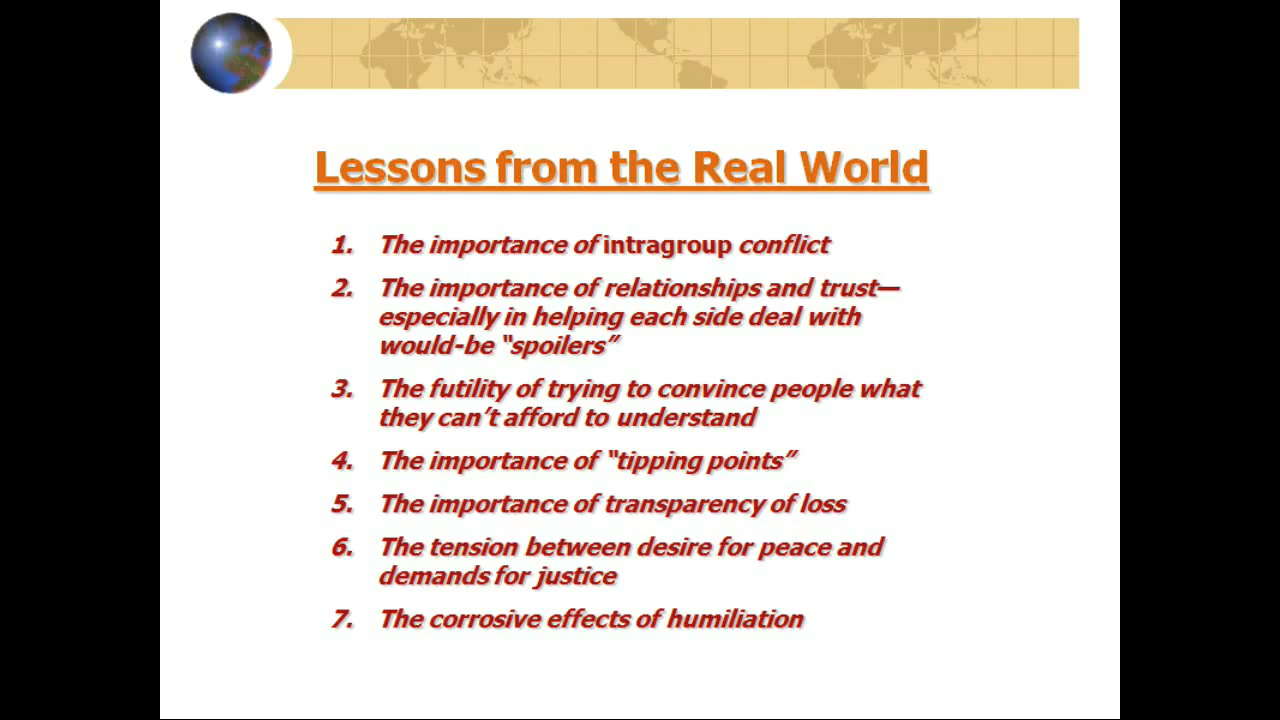 Lessons from the Real World
1. The importance of intragroup conflict
2. The importance of relationships and trust—
especially in helping each side deal with
would-be “spoilers”
3. The futility of trying to convince people what
they can’t afford to understand
4. The importance of “tipping points”
5. The importance of transparency of loss
6. The tension between desire for peace and
demands for justice
7. The corrosive effects of humiliation